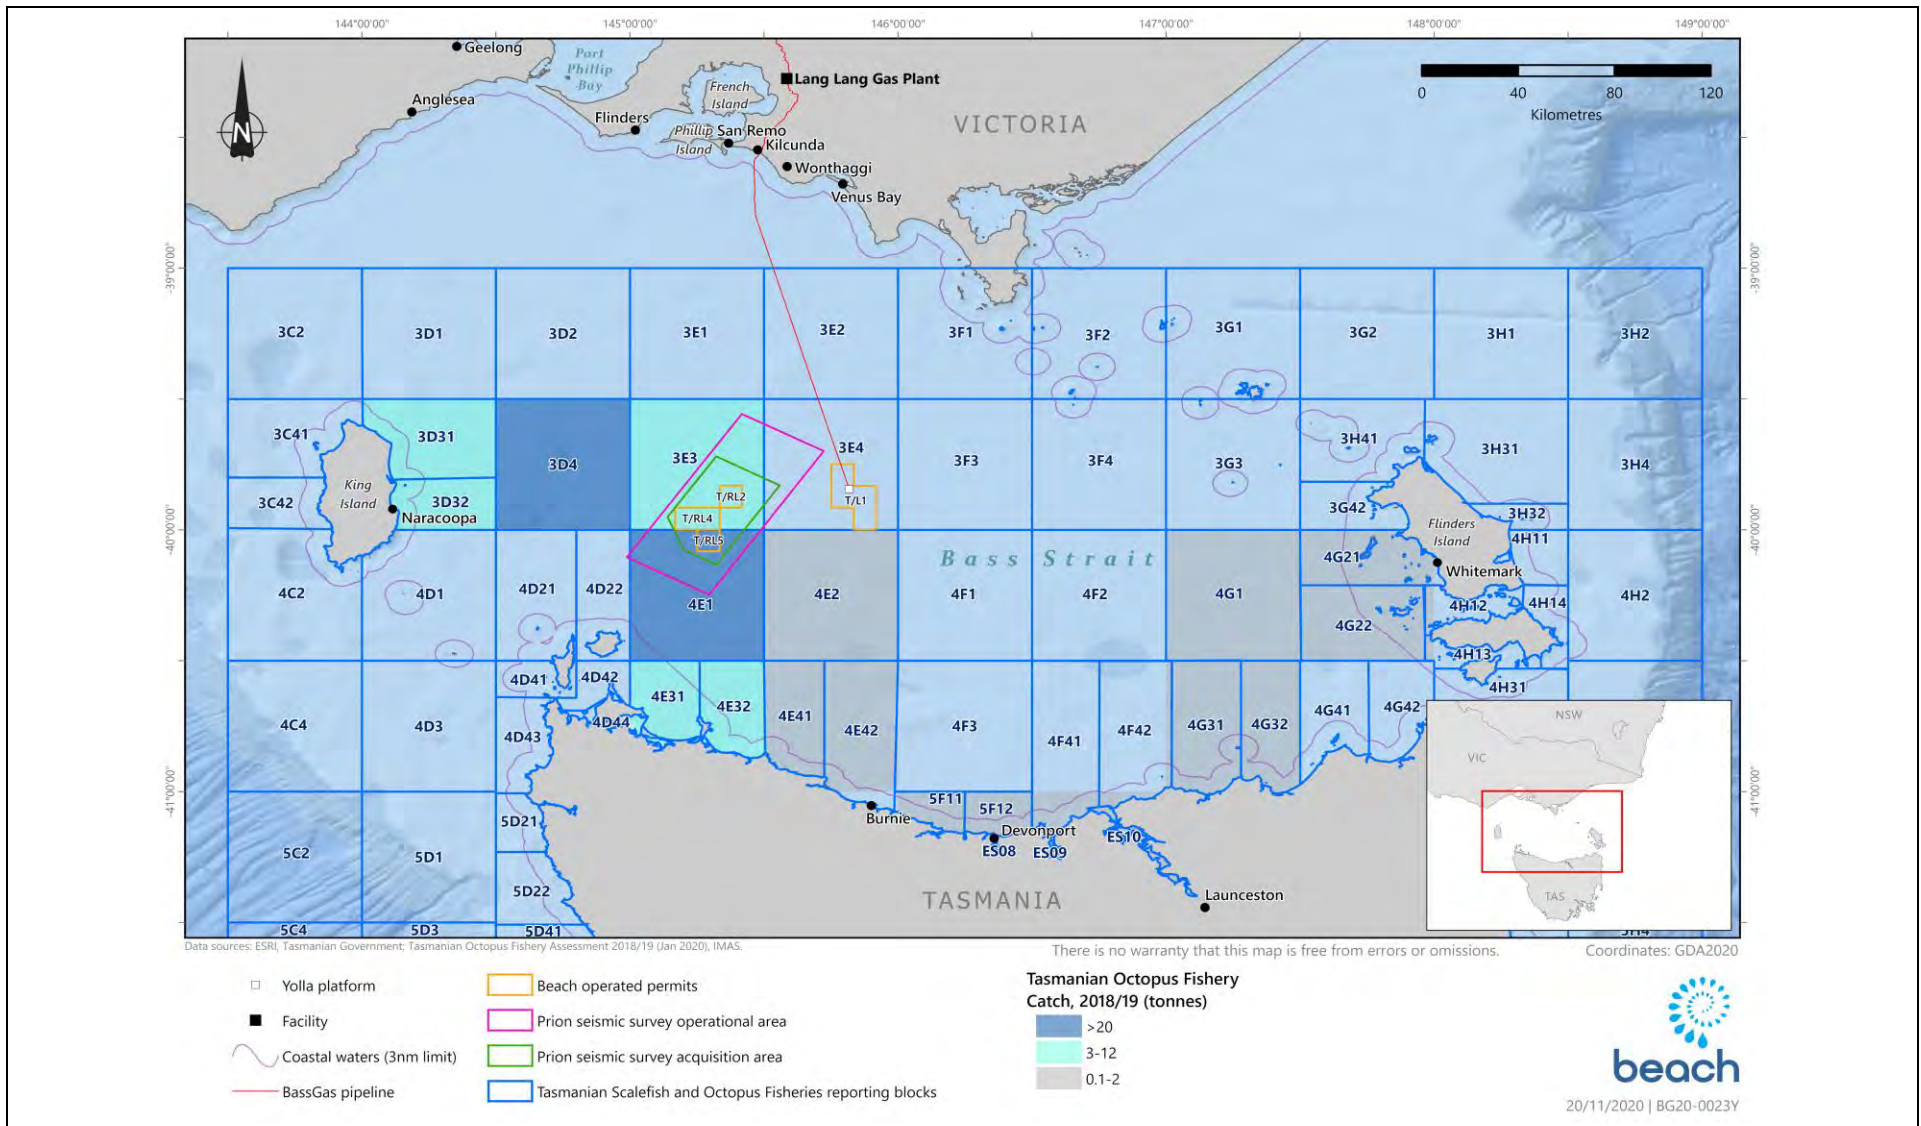 144°00'00" 145°00'00" 146°00'00" 147°00'00" 148°00'00" 149°00'00"
Geelong
Port
Phillip
Bay
Lang Lang Gas Plant
French
Island
Anglesea
Flinders
Phillip
Island
San Remo
Kilcunda
VICTORIA
Wonthaggi
Venus Bay
N
0 40 80 120
Kilometres
-39°00'00" -39°00'00"
3C2 3D1 3D2 3E1 3E2 3F1 3F2 3G1 3G2 3H1 3H2
3C41 3D31 3D4 3E3 3E4 3F3 3F4 3G3 3H41 3H31 3H4
King
Island
3C42 3D32 3G42 3H32
Naracoopa
T/RL2
T/RL4
T/RL5
T/L1
Flinders
Island
-40°00'00" -40°00'00"
Bass Strait
4G21 4H11
Whitemark
4C2 4D1 4D21 4D22 4E1 4E2 4F1 4F2 4G1 4G22 4H12 4H14 4H2
4H13
4H31
4D41 4D42 4E31 4E32 4E41 4E42 4F3 4F41 4F42 4G31 4G32 4G41 4G42
4C4 4D3 4D43 4D44
-41°00'00" -41°00'00"
5F11 5F12
Burnie
Devonport
ES08 ES09 ES10
5C2 5D1 5D21
5D22
TASMANIA
Launceston
5C4 5D3 5D41 5H4
NSW
VIC
TAS
Data sources: ESRI, Tasmanian Government; Tasmanian Octopus Fishery Assessment 2018/19 (Jan 2020), IMAS.
There is no warranty that this map is free from errors or omissions.
Coordinates: GDA2020
Yolla platform
Facility
Coastal waters (3nm limit)
BassGas pipeline
Beach operated permits
Prion seismic survey operational area
Prion seismic survey acquisition area
Tasmanian Scalefish and Octopus Fisheries reporting blocks
Tasmanian Octopus Fishery
Catch, 2018/19 (tonnes)
>20
3-12
0.1-2
beach
20/11/2020 | BG20-0023Y